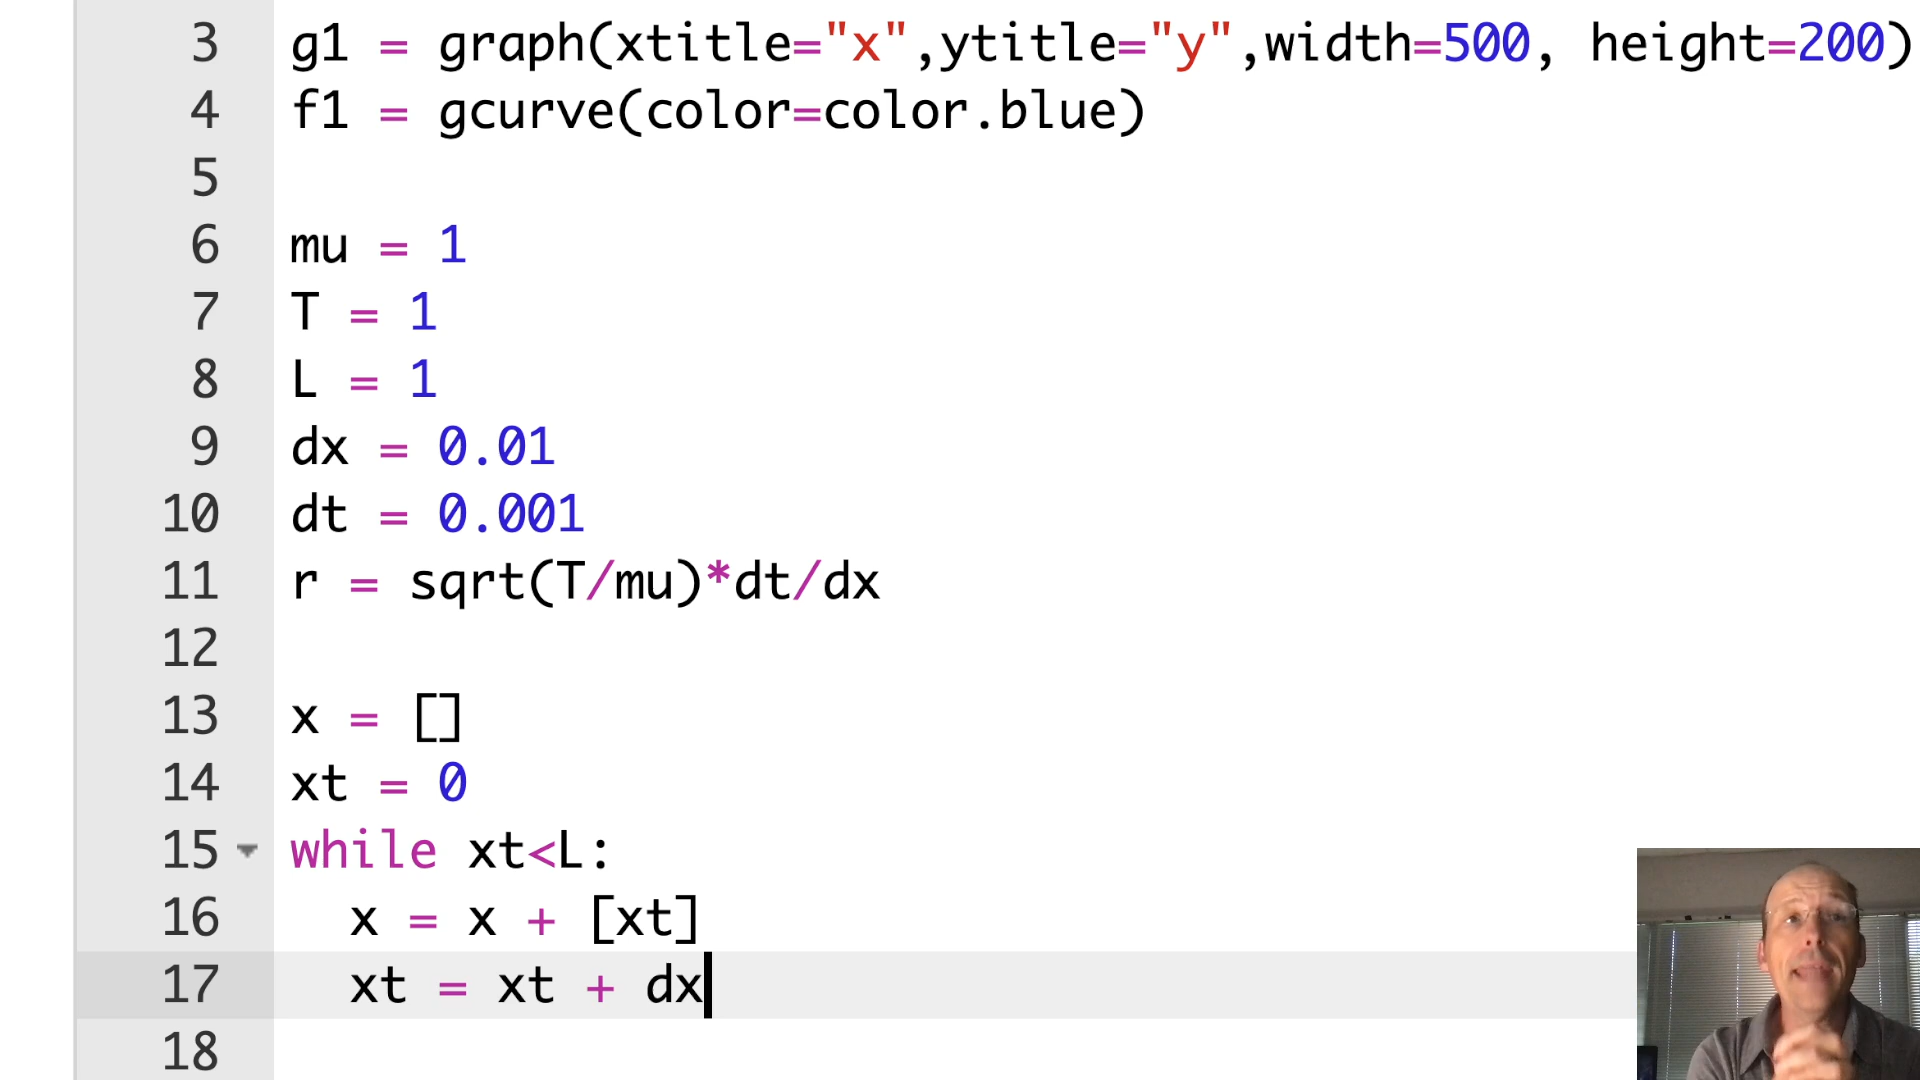 3 g1 = graph(xtitle="x",ytitle="y",width=500, height=200)
4 f1 = gcurve(color=color.blue)
5
6 mu = 1
7 T = 1
8 L = 1
9 dx = 0.01
10 dt = 0.001
11 r = sqrt(T/mu)*dt/dx
12
13 x = []
14 xt = 0
15 while xt<L:
16   x = x + [xt]
17   xt = xt + dx
18